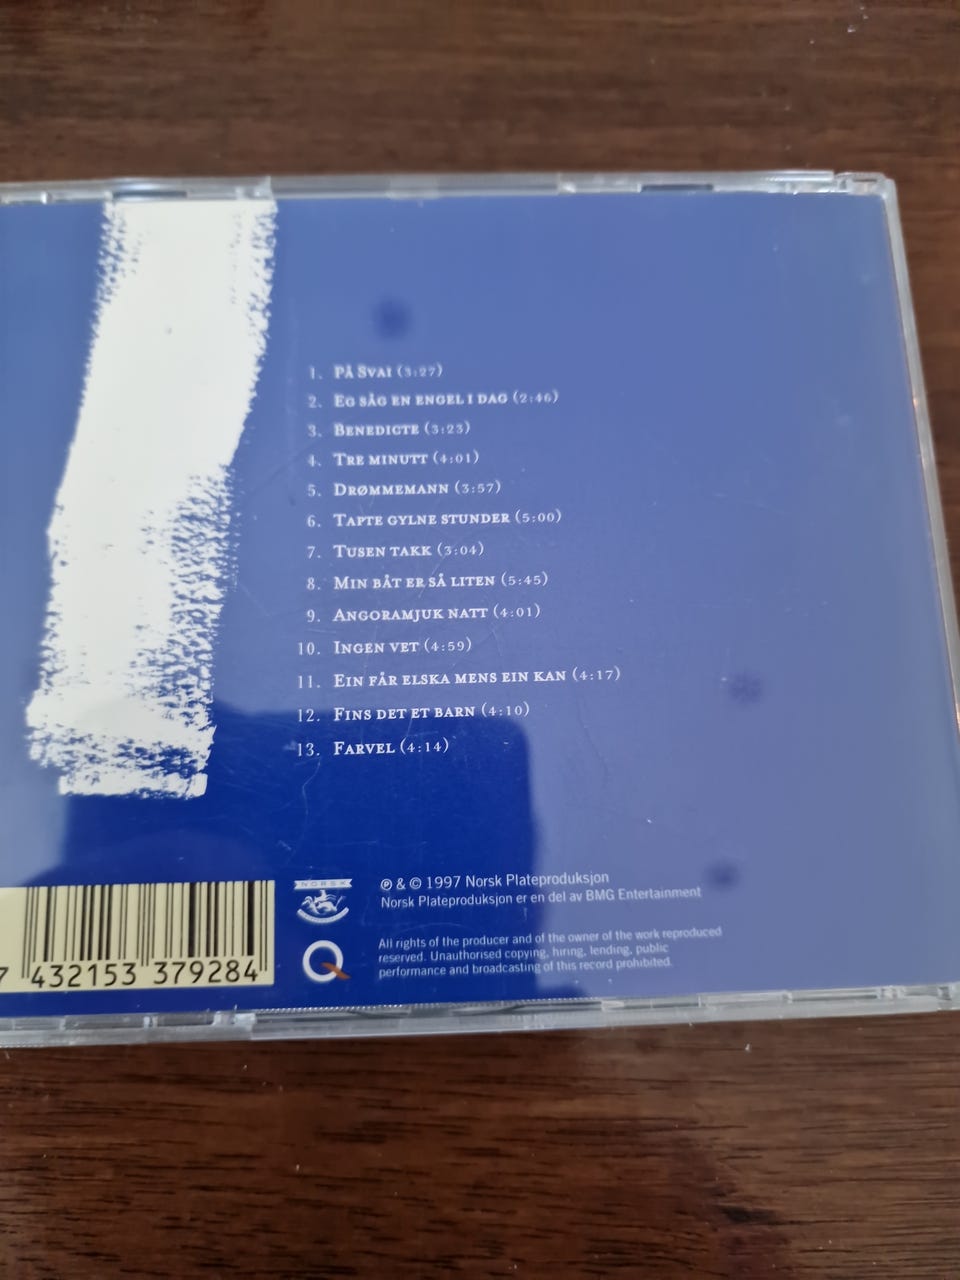 1. På Svai (3:27)
2. Eg såg en engel i dag (2:46)
3. Benedicte (3:23)
4. Tre minutt (4:01)
5. Drømmemann (3:57)
6. Tapte gylne stunder (5:00)
7. Tusen takk (3:04)
8. Min båt er så liten (5:45)
9. Angoramjuk natt (4:01)
10. Ingen vet (4:59)
11. Ein får elska mens ein kan (4:17)
12. Fins det et barn (4:10)
13. Farvel (4:14)
NORSK
℗ & © 1997 Norsk Plateproduksjon
Norsk Plateproduksjon er en del av BMG Entertainment
All rights of the producer and of the owner of the work reproduced
reserved. Unauthorised copying, hiring, lending, public
performance and broadcasting of this record prohibited.
7 432153 379284